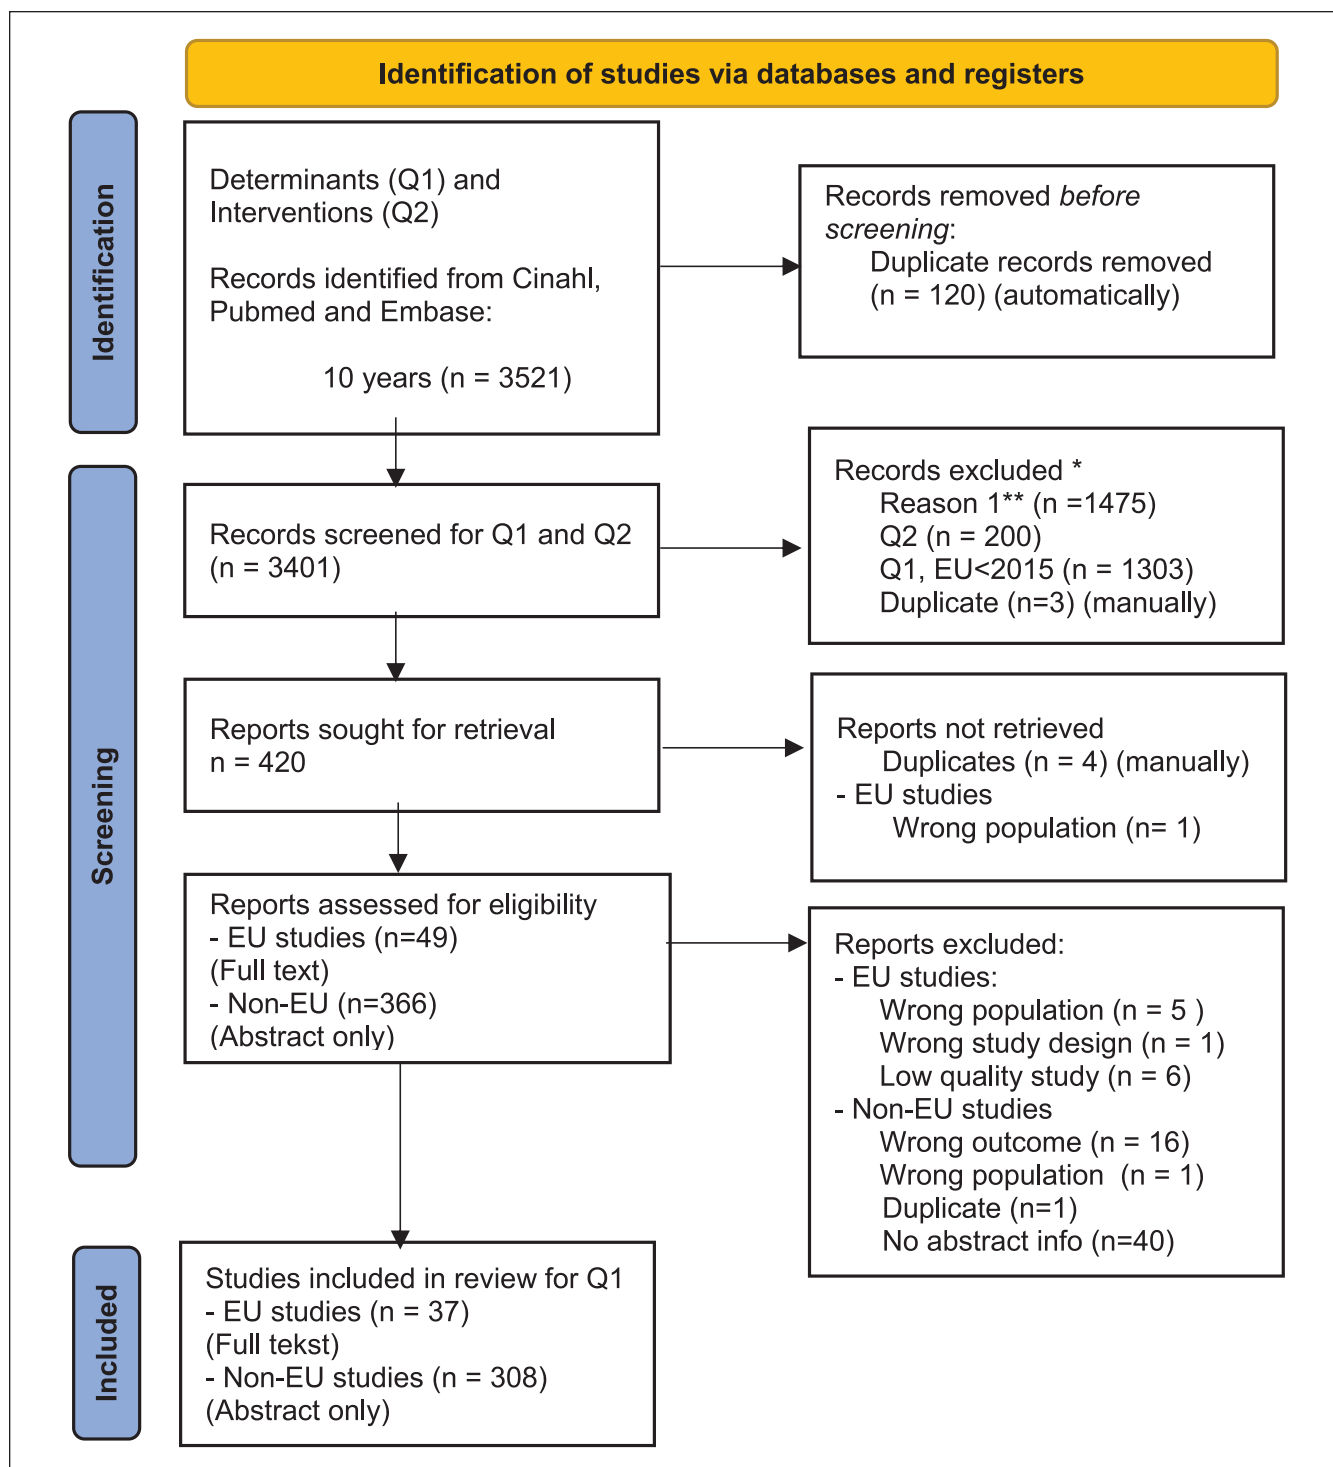 Identification of studies via databases and registers
Identification
Determinants (Q1) and
Interventions (Q2)
Records identified from Cinahl,
Pubmed and Embase:
10 years (n = 3521)
Records removed before
screening:
Duplicate records removed
(n = 120) (automatically)
Screening
Records screened for Q1 and Q2
(n = 3401)
Records excluded *
Reason 1** (n =1475)
Q2 (n = 200)
Q1, EU<2015 (n = 1303)
Duplicate (n=3) (manually)
Reports sought for retrieval
n = 420
Reports not retrieved
Duplicates (n = 4) (manually)
- EU studies
Wrong population (n= 1)
Reports assessed for eligibility
- EU studies (n=49)
(Full text)
- Non-EU (n=366)
(Abstract only)
Reports excluded:
- EU studies:
Wrong population (n = 5 )
Wrong study design (n = 1)
Low quality study (n = 6)
- Non-EU studies
Wrong outcome (n = 16)
Wrong population  (n = 1)
Duplicate (n=1)
No abstract info (n=40)
Included
Studies included in review for Q1
- EU studies (n = 37)
(Full tekst)
- Non-EU studies (n = 308)
(Abstract only)